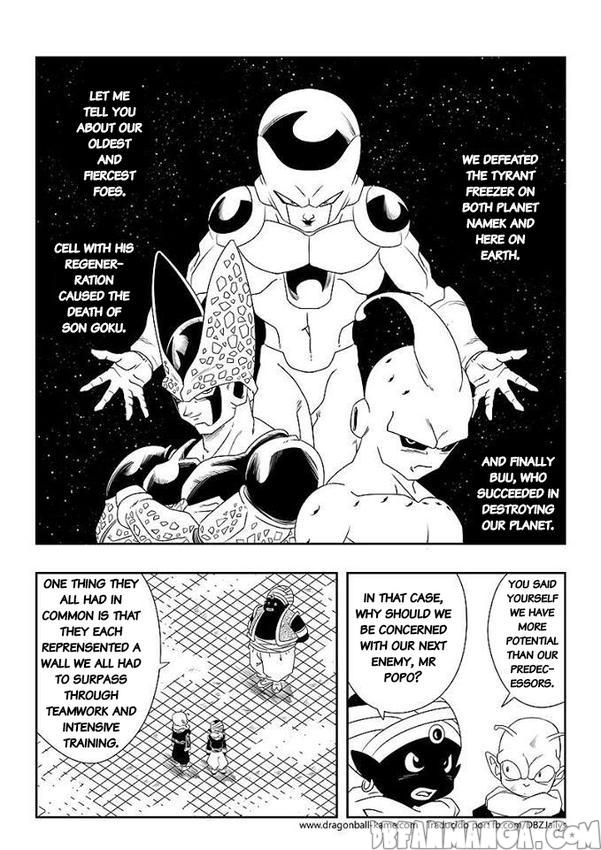 LET ME
TELL YOU
ABOUT OUR
OLDEST
AND
FIERCEST
FOES.
WE DEFEATED
THE TYRANT
FREEZER ON
BOTH PLANET
NAMEK AND
HERE ON
EARTH.
CELL WITH HIS
REGENER-
RATION
CAUSED THE
DEATH OF
SON GOKU.
AND FINALLY
BUU, WHO
SUCCEEDED IN
DESTROYING
OUR PLANET.
ONE THING THEY
ALL HAD IN
COMMON IS
THAT THEY EACH
REPRENSENTED A
WALL WE ALL HAD
TO SURPASS
THROUGH
TEAMWORK AND
INTENSIVE
TRAINING.
IN THAT CASE,
WHY SHOULD WE
BE CONCERNED
WITH OUR NEXT
ENEMY, MR
POPO?
YOU SAID
YOURSELF
WE HAVE
MORE
POTENTIAL
THAN OUR
PREDEC-
ESSORS.
www.dragonball-kame.com
DBFANMANGA.COM